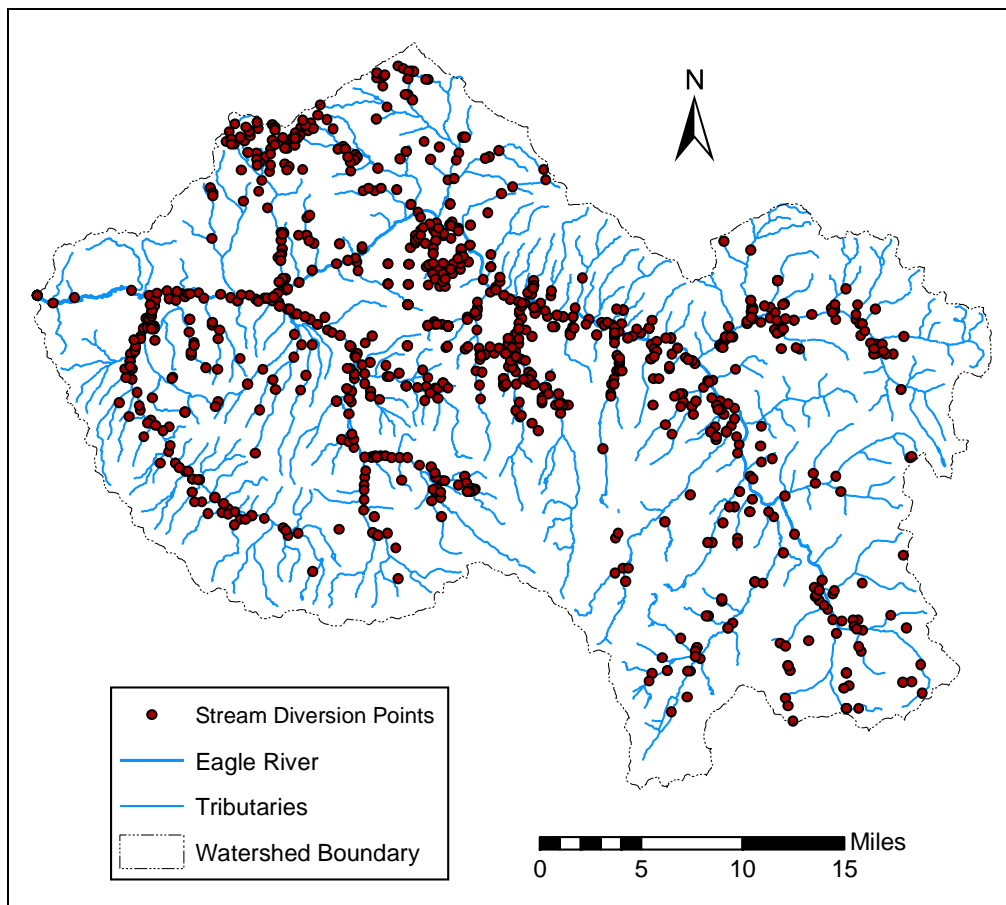 N
Stream Diversion Points
Eagle River
Tributaries
Watershed Boundary
Miles
0 5 10 15